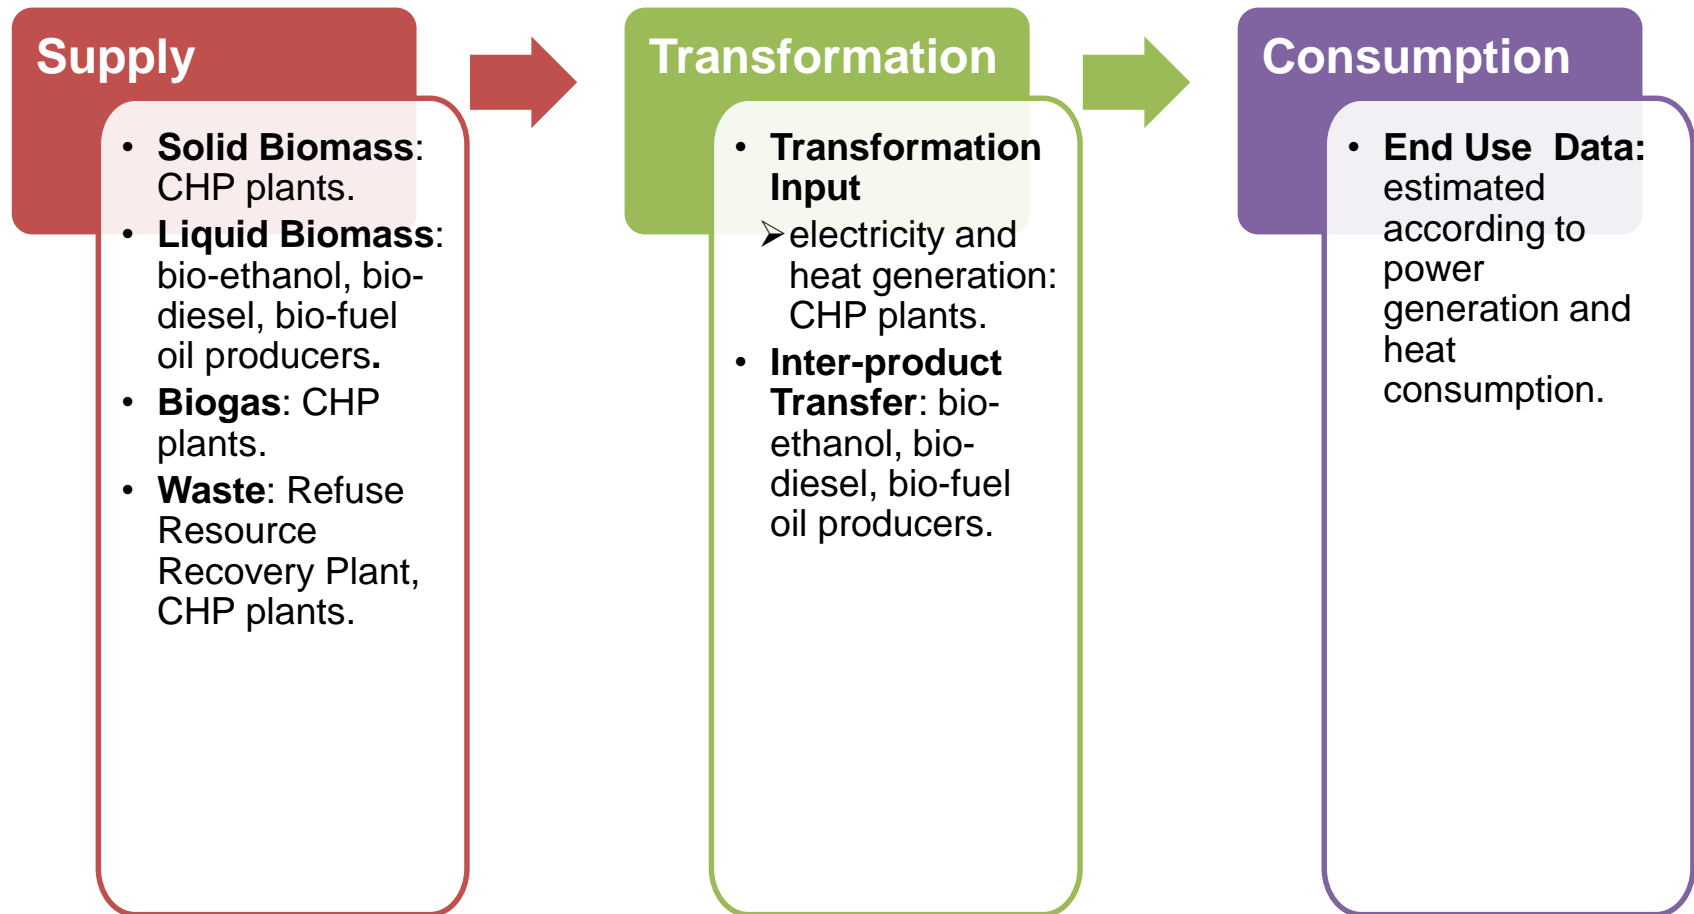 Supply
• Solid Biomass:
CHP plants.
• Liquid Biomass:
bio-ethanol, bio-
diesel, bio-fuel
oil producers.
• Biogas: CHP
plants.
• Waste: Refuse
Resource
Recovery Plant,
CHP plants.
Transformation
• Transformation
Input
➢ electricity and
heat generation:
CHP plants.
• Inter-product
Transfer: bio-
ethanol, bio-
diesel, bio-fuel
oil producers.
Consumption
• End Use  Data:
estimated
according to
power
generation and
heat
consumption.